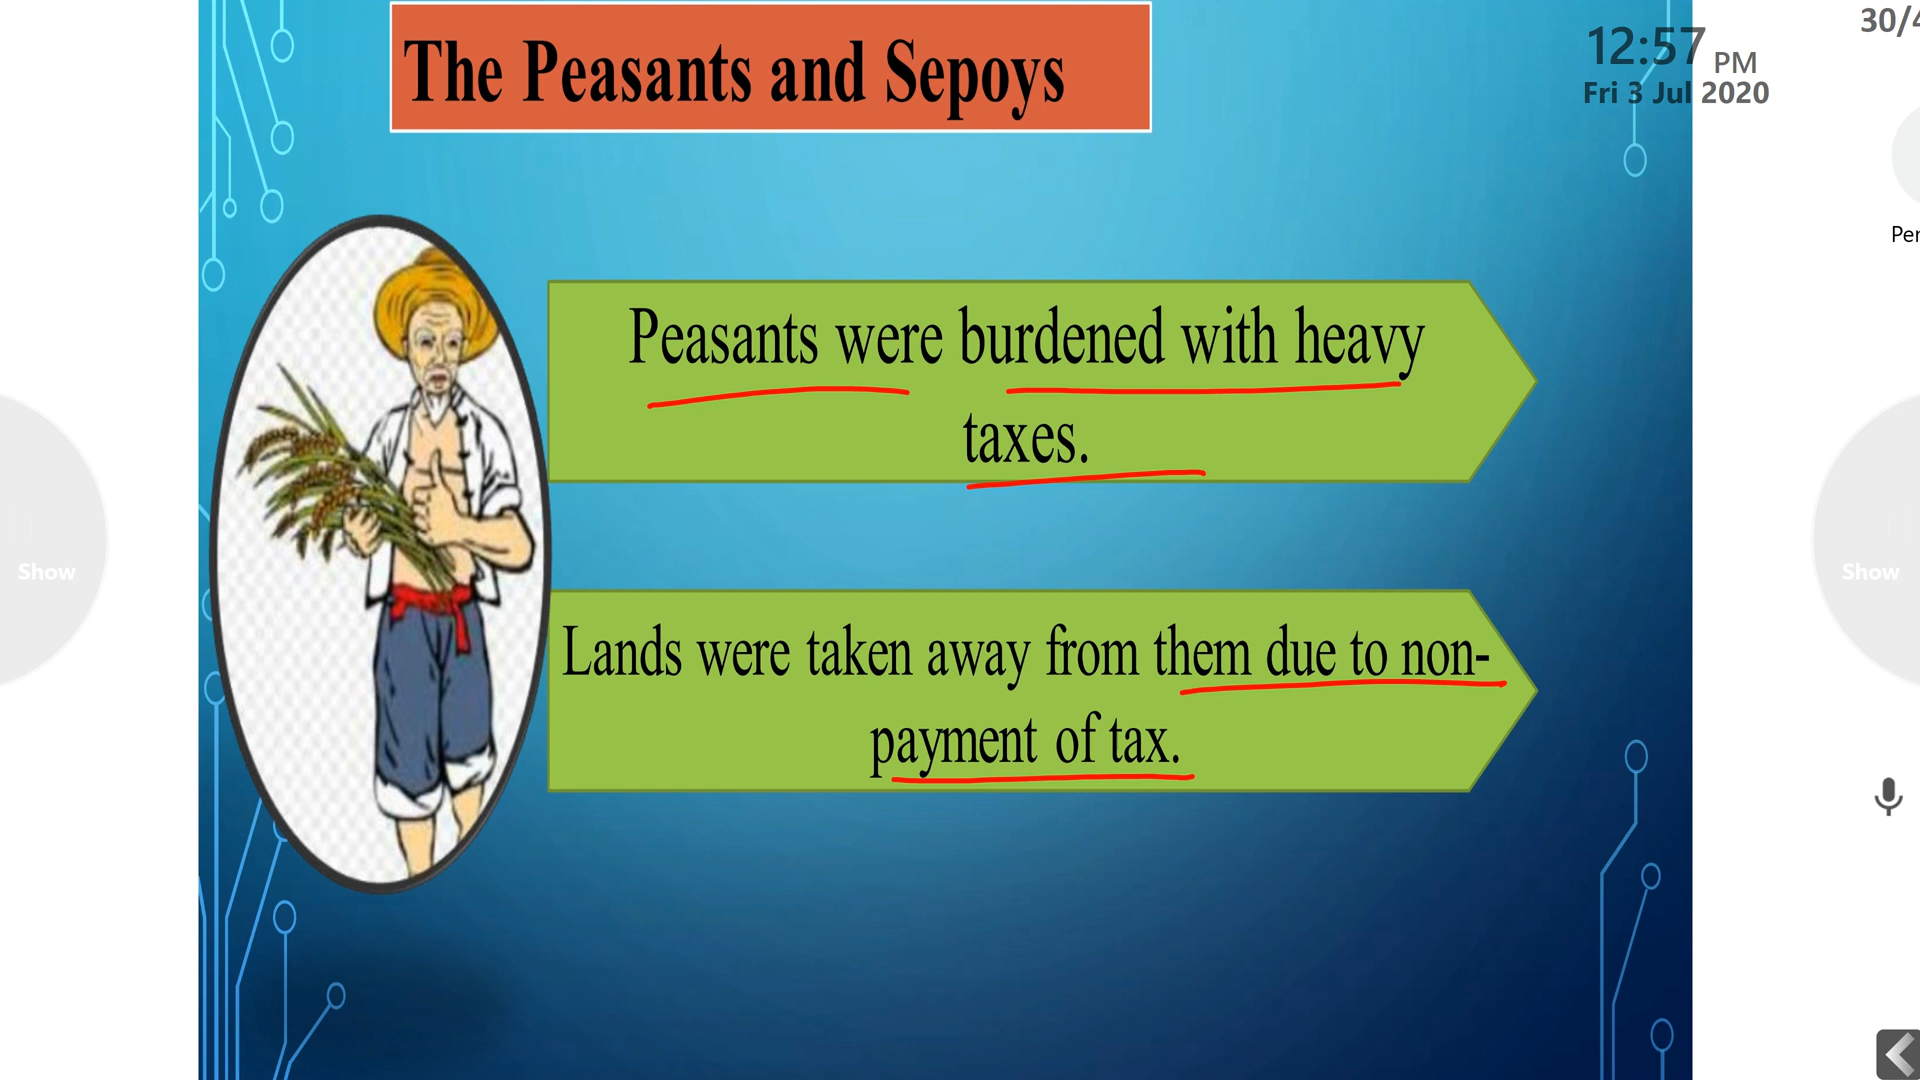 The Peasants and Sepoys
12:57 PM
Fri 3 Jul 2020
Peasants were burdened with heavy
taxes.
Lands were taken away from them due to non-
payment of tax.
Show
Show